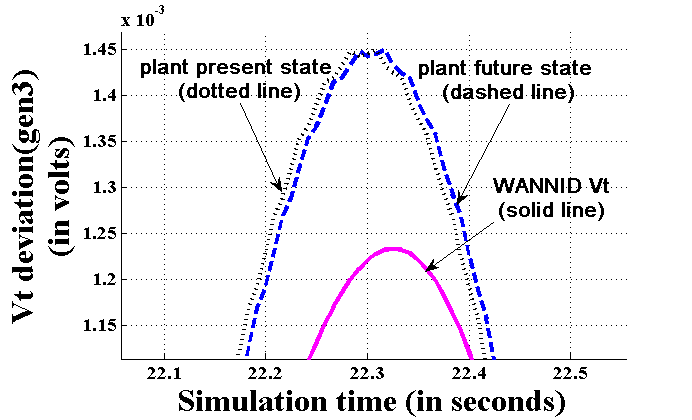 x 10-3
1.45
1.4
1.35
1.3
1.25
1.2
1.15
plant present state
(dotted line)
plant future state
(dashed line)
WANNID Vt
(solid line)
Vt deviation(gen3)
(in volts)
22.1 22.2 22.3 22.4 22.5
Simulation time (in seconds)